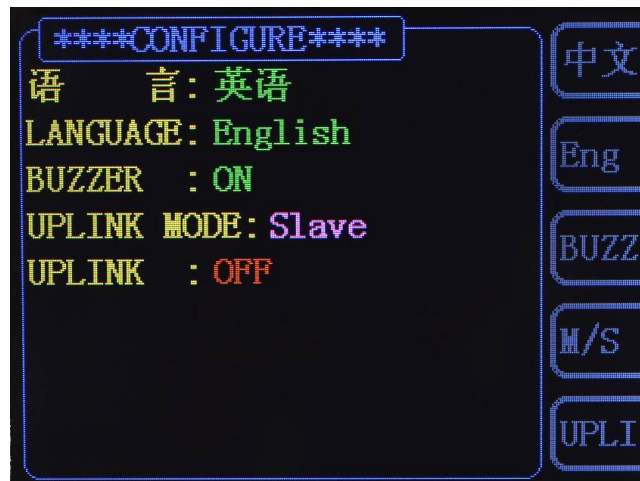 ****CONFIGURE****
语 言: 英语
LANGUAGE: English
BUZZER : ON
UPLINK MODE: Slave
UPLINK : OFF
中文
Eng
BUZZ
M/S
UPLI